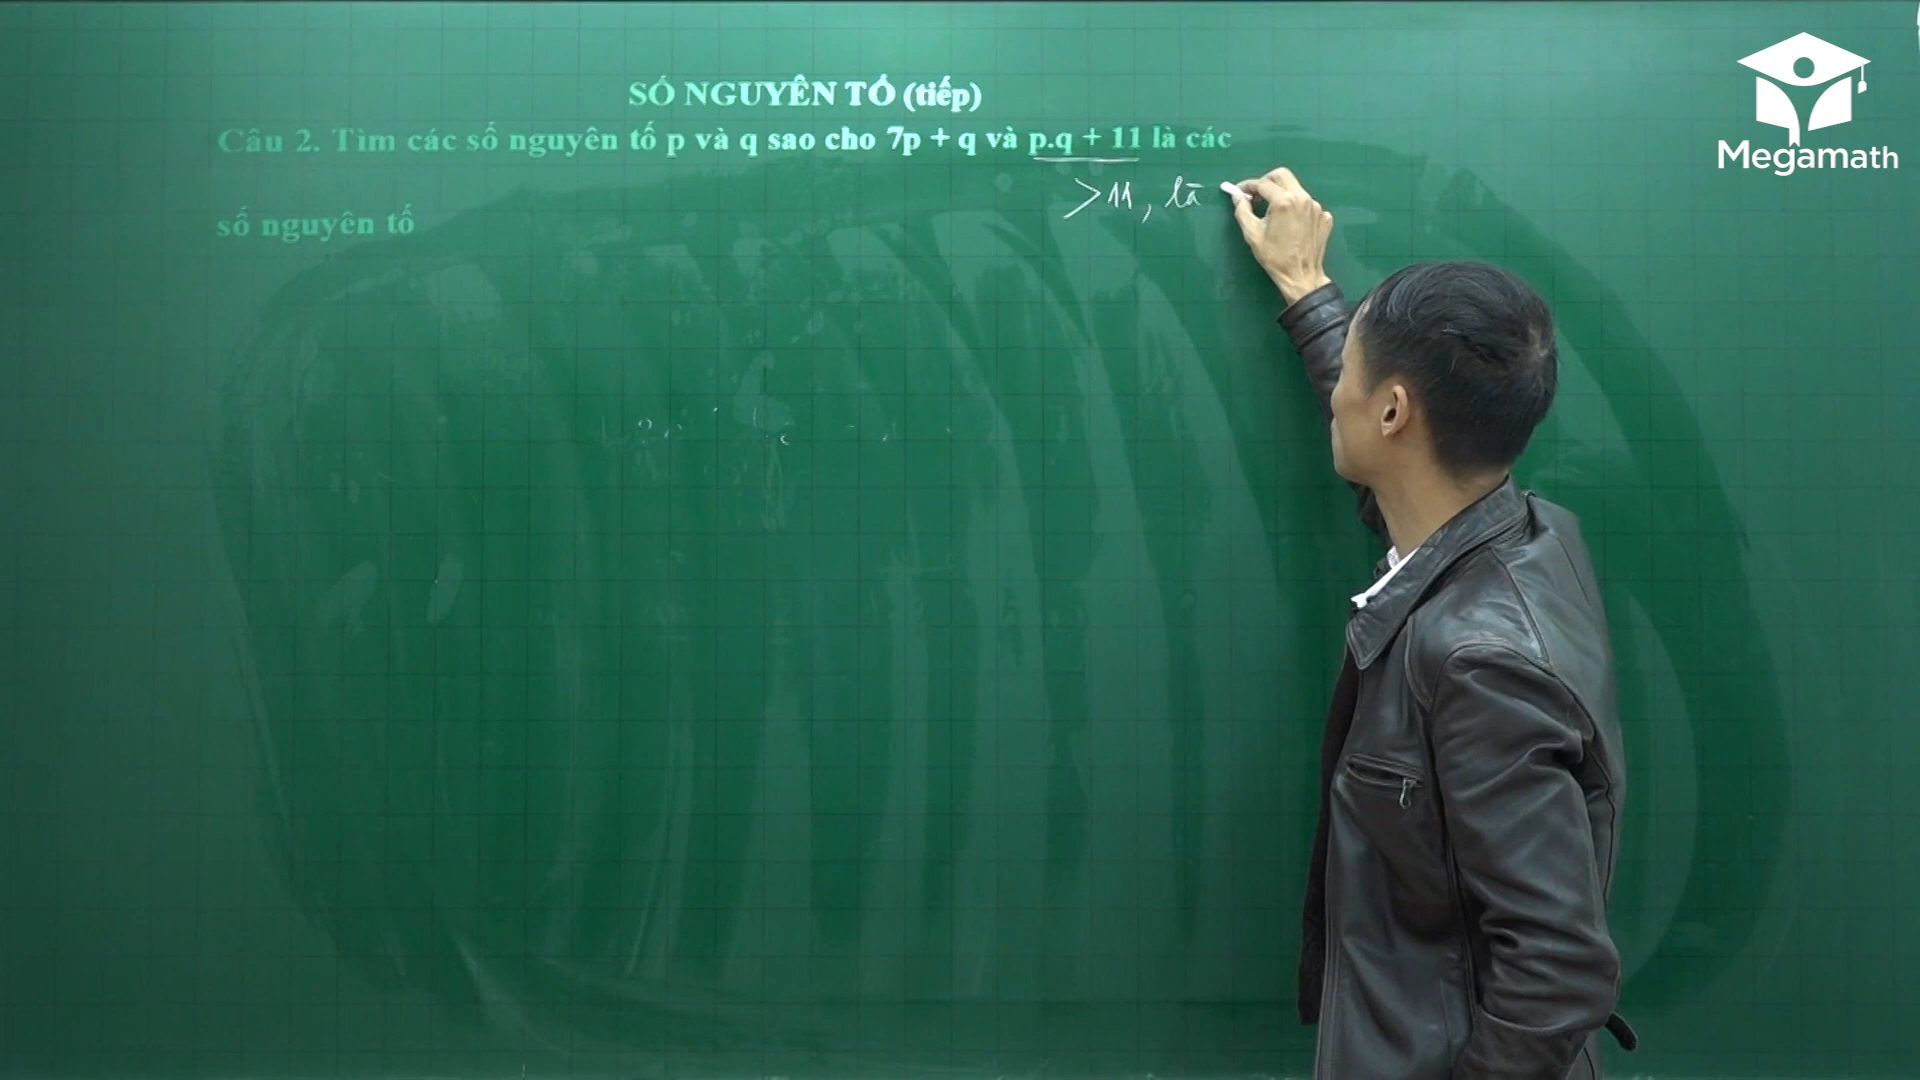 SỐ NGUYÊN TỐ (tiếp)
Câu 2. Tìm các số nguyên tố p và q sao cho 7p + q và p.q + 11 là các
>11, là
số nguyên tố
Megamath